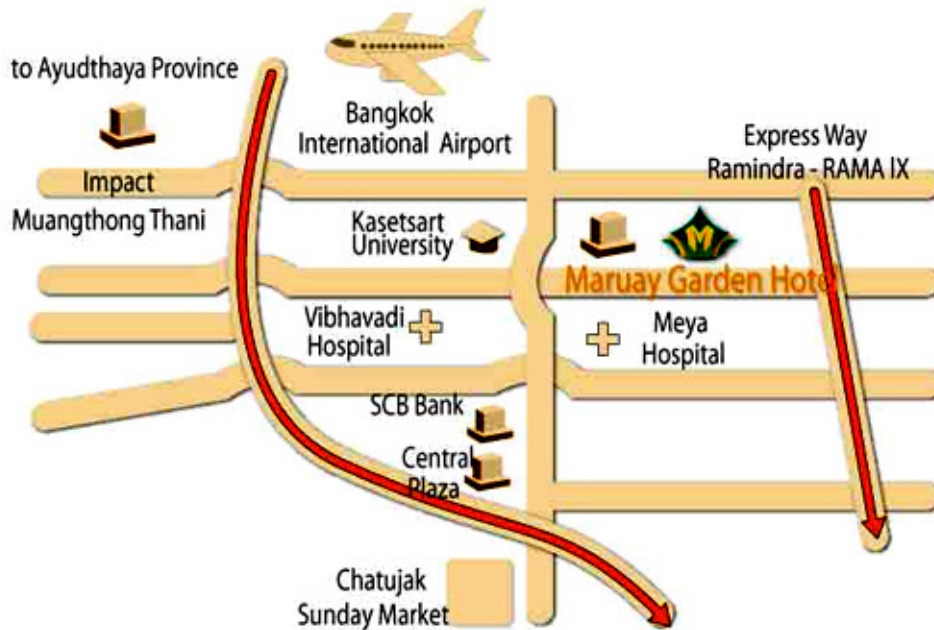 to Ayudthaya Province
Bangkok
International Airport
Express Way
Ramindra - RAMA IX
Impact
Muangthong Thani
Kasetsart
University
M
Maruay Garden Hotel
Vibhavadi
Hospital
Meya
Hospital
SCB Bank
Central
Plaza
Chatujak
Sunday Market